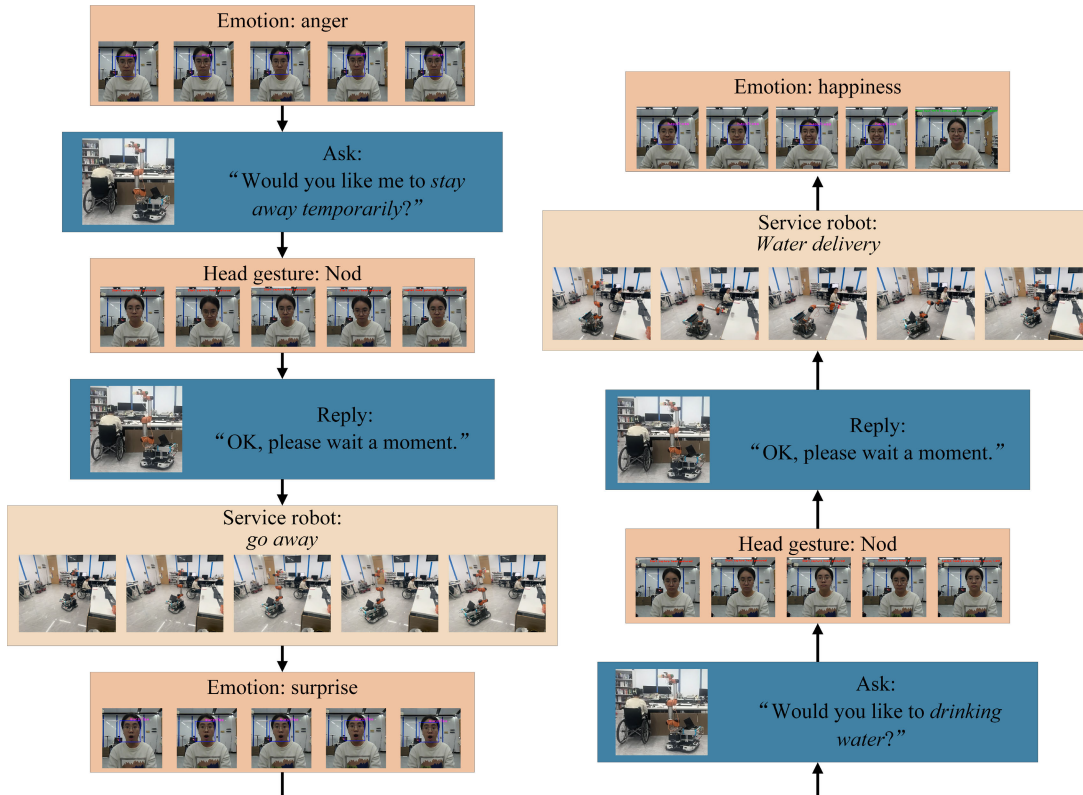 Emotion: anger
Ask:
“Would you like me to stay
away temporarily?”
Head gesture: Nod
Reply:
“OK, please wait a moment.”
Service robot:
go away
Emotion: surprise
Emotion: happiness
Service robot:
Water delivery
Reply:
“OK, please wait a moment.”
Head gesture: Nod
Ask:
“Would you like to drinking
water?”